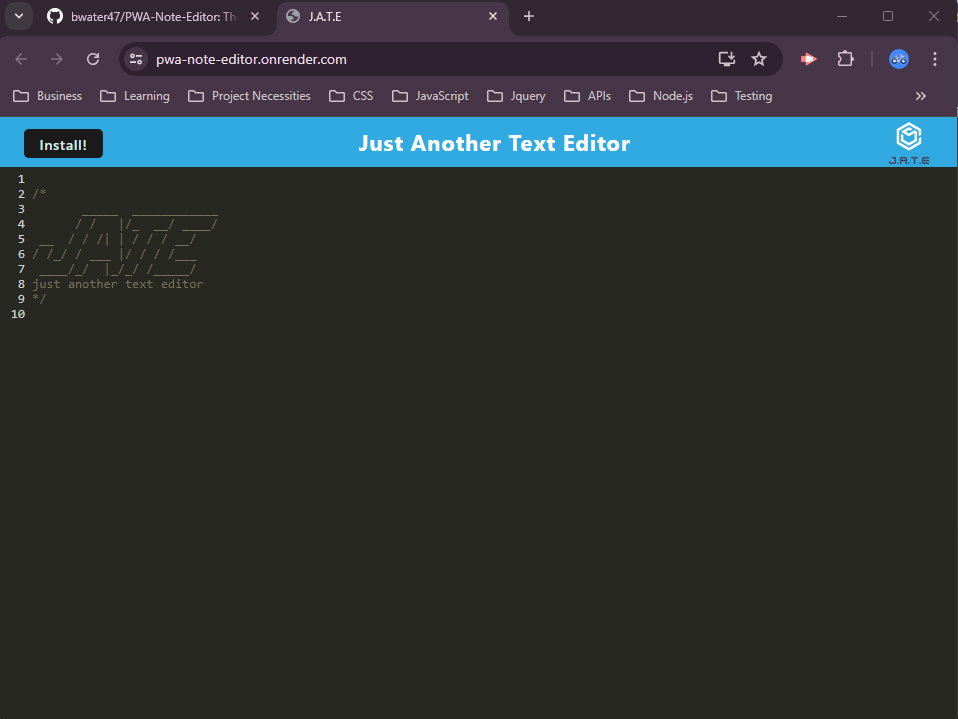 bwater47/PWA-Note-Editor: Th
J.A.T.E
pwa-note-editor.onrender.com
Business Learning Project Necessities CSS JavaScript Jquery APIs Node.js Testing
Install! Just Another Text Editor J.A.T.E
1
2 /*
3        _____  ____________
4       / /   |/_  __/ ____/
5  __  / / /| | / / / __/
6 / /_/ / ___ |/ / / /___
7  ____/_/  |_/_/ /_____/
8 just another text editor
9 */
10